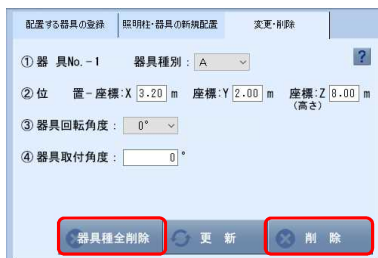 配置する器具の登録 照明柱・器具の新規配置 変更・削除
①器 具No.－1 器具種別： A ?
②位 置－座標:X 3.20 m 座標:Y 2.00 m 座標:Z 8.00 m
(高さ)
③器具回転角度： 0°
④器具取付角度： 0 °
器具種全削除 更 新 削 除